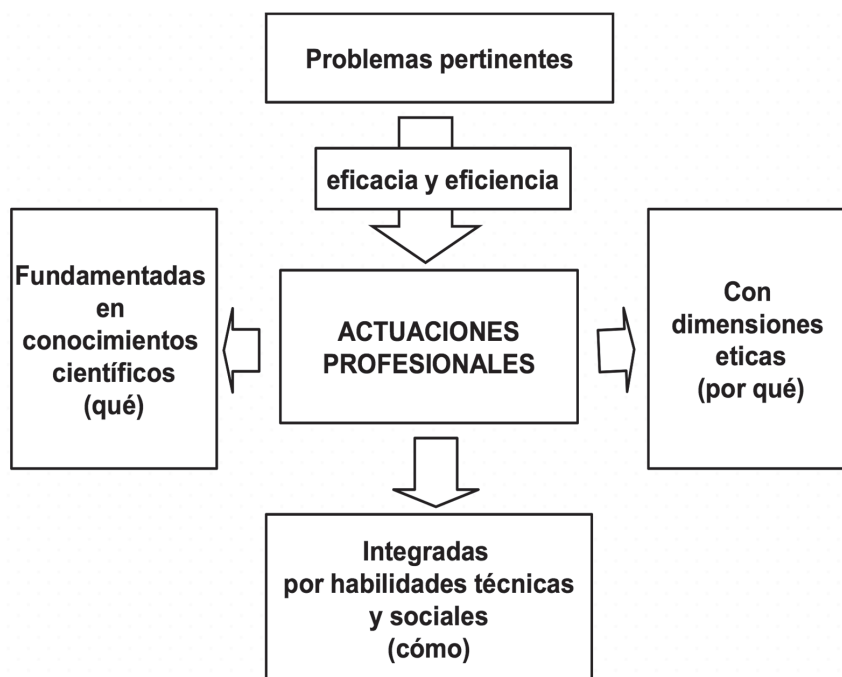 Problemas pertinentes
eficacia y eficiencia
Fundamentadas
en
conocimientos
científicos
(qué)
ACTUACIONES
PROFESIONALES
Con
dimensiones
eticas
(por qué)
Integradas
por habilidades técnicas
y sociales
(cómo)